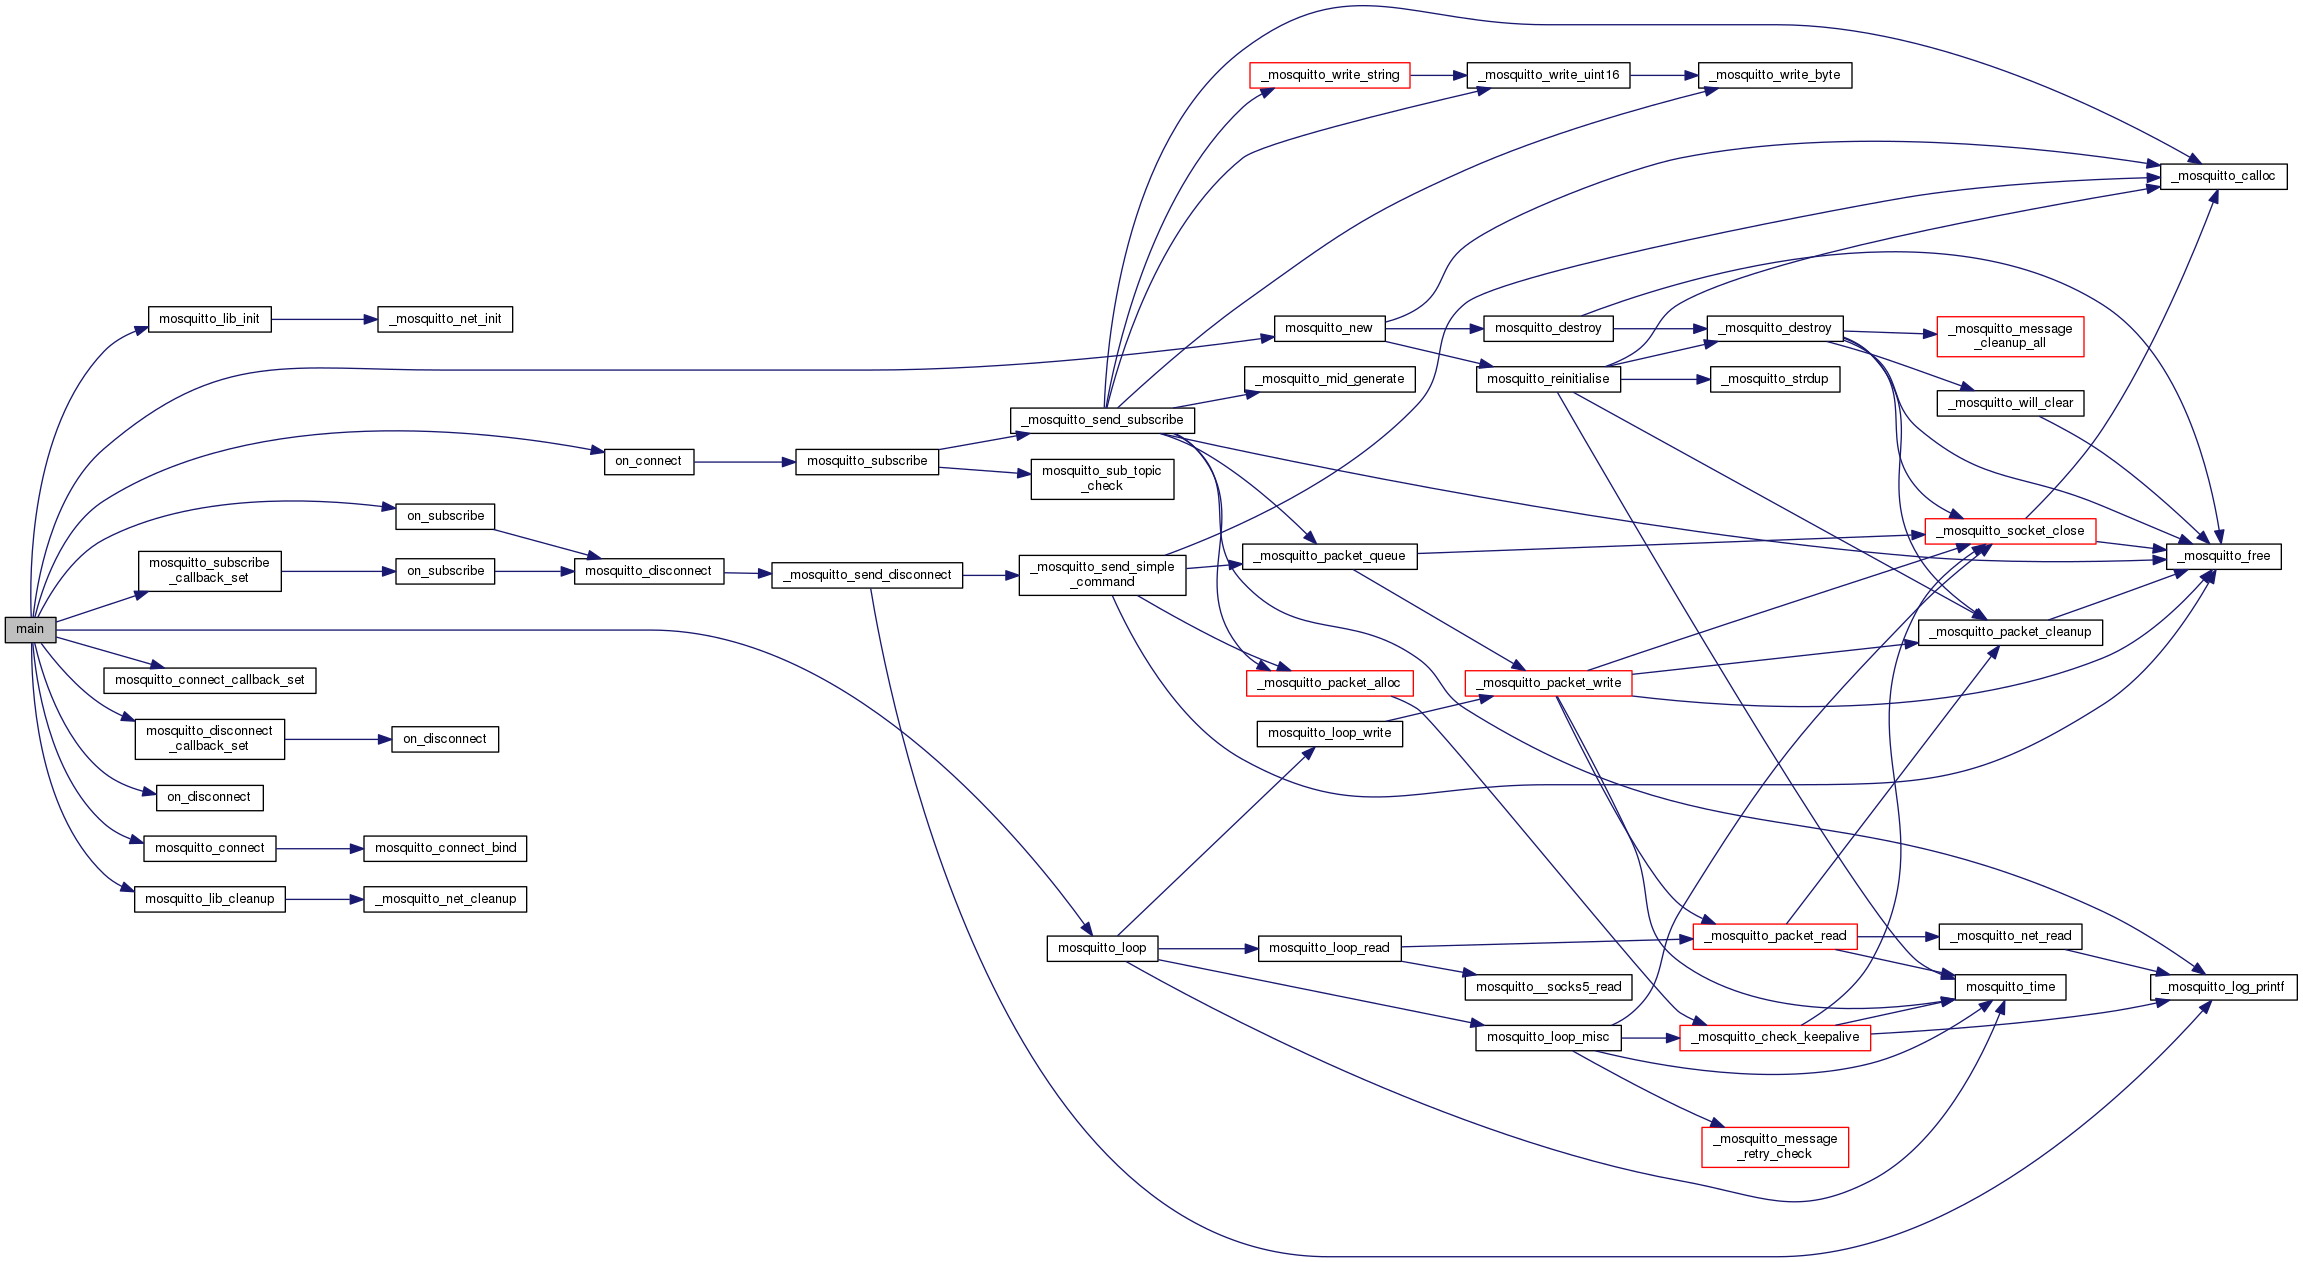 main
mosquitto_lib_init
_mosquitto_net_init
on_connect
mosquitto_subscribe
on_subscribe
mosquitto_subscribe
_callback_set
on_subscribe
mosquitto_disconnect
_mosquitto_send_disconnect
mosquitto_connect_callback_set
mosquitto_disconnect
_callback_set
on_disconnect
on_disconnect
mosquitto_connect
mosquitto_connect_bind
mosquitto_lib_cleanup
_mosquitto_net_cleanup
_mosquitto_send_subscribe
mosquitto_sub_topic
_check
_mosquitto_send_simple
_command
mosquitto_loop
_mosquitto_write_string
_mosquitto_write_uint16
_mosquitto_write_byte
mosquitto_new
_mosquitto_mid_generate
_mosquitto_packet_queue
_mosquitto_packet_alloc
mosquitto_loop_write
mosquitto_loop_read
mosquitto_destroy
mosquitto_reinitialise
_mosquitto_packet_write
mosquitto__socks5_read
mosquitto_loop_misc
_mosquitto_destroy
_mosquitto_strdup
_mosquitto_packet_read
_mosquitto_check_keepalive
_mosquitto_message
_retry_check
_mosquitto_message
_cleanup_all
_mosquitto_will_clear
_mosquitto_socket_close
_mosquitto_packet_cleanup
_mosquitto_net_read
mosquitto_time
_mosquitto_calloc
_mosquitto_free
_mosquitto_log_printf